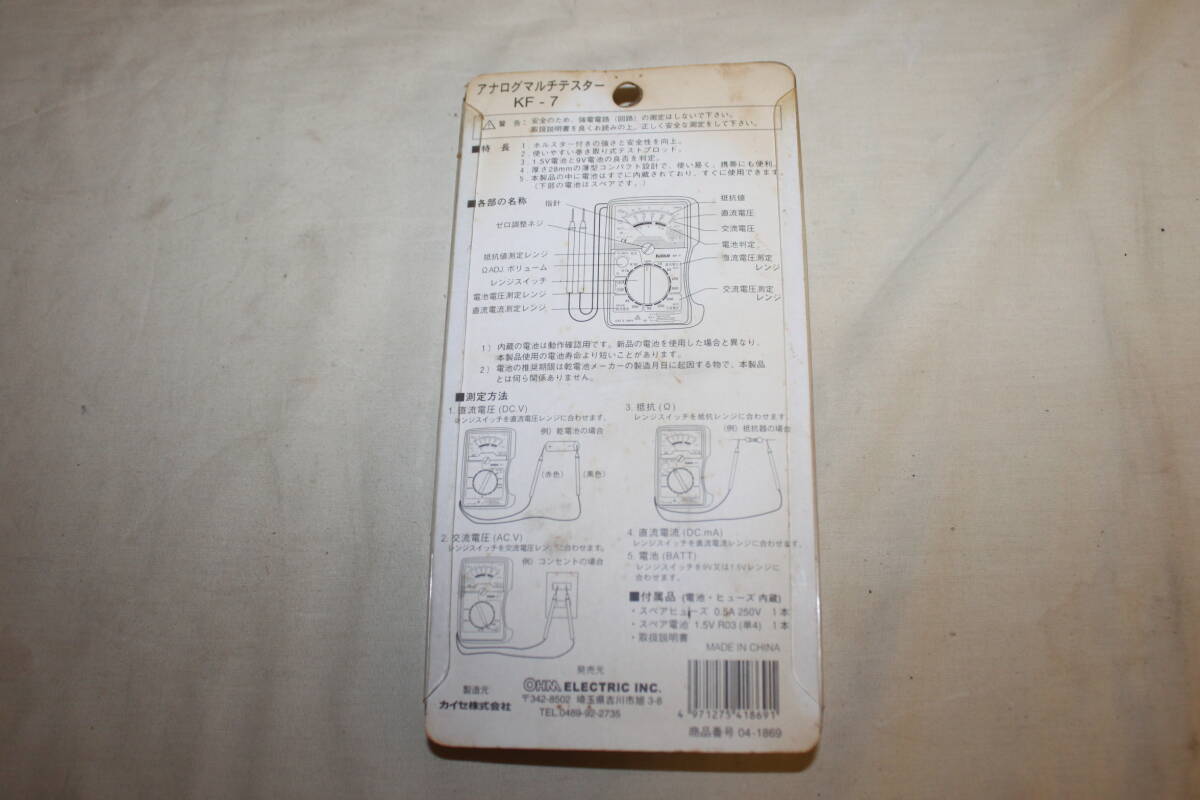 アナログマルチテスター
KF - 7
警 告: 安全のため、強電電路(回路)の測定はしないで下さい。
取扱説明書を良くお読みの上、正しく安全な測定をして下さい。
■特 長 1. ホルスター付きの強さと安全性を向上。
2. 使いやすい巻き取り式テストプロッド。
3. 1.5V電池と9V電池の良否を判定。
4. 厚さ28mmの薄型コンパクト設計で、使い易く、携帯にも便利。
5. 本製品の中に電池はすでに内蔵されており、すぐに使用できます。
(下部の電池はスペアです。)
■各部の名称
指針
ゼロ調整ネジ
抵抗値測定レンジ
ΩADJ. ボリューム
レンジスイッチ
電池電圧測定レンジ
直流電流測定レンジ
抵抗値
直流電圧
交流電圧
電池判定
直流電圧測定
レンジ
交流電圧測定
レンジ
1) 内蔵の電池は動作確認用です。新品の電池を使用した場合と異なり、
本製品使用の電池寿命より短いことがあります。
2) 電池の推奨期限は乾電池メーカーの製造月日に起因する物で、本製品
とは何ら関係ありません。
■測定方法
1. 直流電圧 (DC.V)
レンジスイッチを直流電圧レンジに合わせます。
例) 乾電池の場合
(赤色) (黒色)
2. 交流電圧 (AC.V)
レンジスイッチを交流電圧レンジに合わせます。
例) コンセントの場合
3. 抵抗 (Ω)
レンジスイッチを抵抗レンジに合わせます。
(例) 抵抗器の場合
4. 直流電流 (DC.mA)
レンジスイッチを直流電流レンジに合わせます。
5. 電池 (BATT)
レンジスイッチを9V又は1.5Vレンジに
合わせます。
■付属品 (電池・ヒューズ 内蔵)
・スペアヒューズ 0.5A 250V 1本
・スペア電池 1.5V R03 (単4) 1本
・取扱説明書
MADE IN CHINA
製造元
カイセ株式会社
発売元
OHM ELECTRIC INC.
〒342-8502 埼玉県吉川市旭 3-8
TEL.0489-92-2735
4 971275 418691
商品番号 04-1869